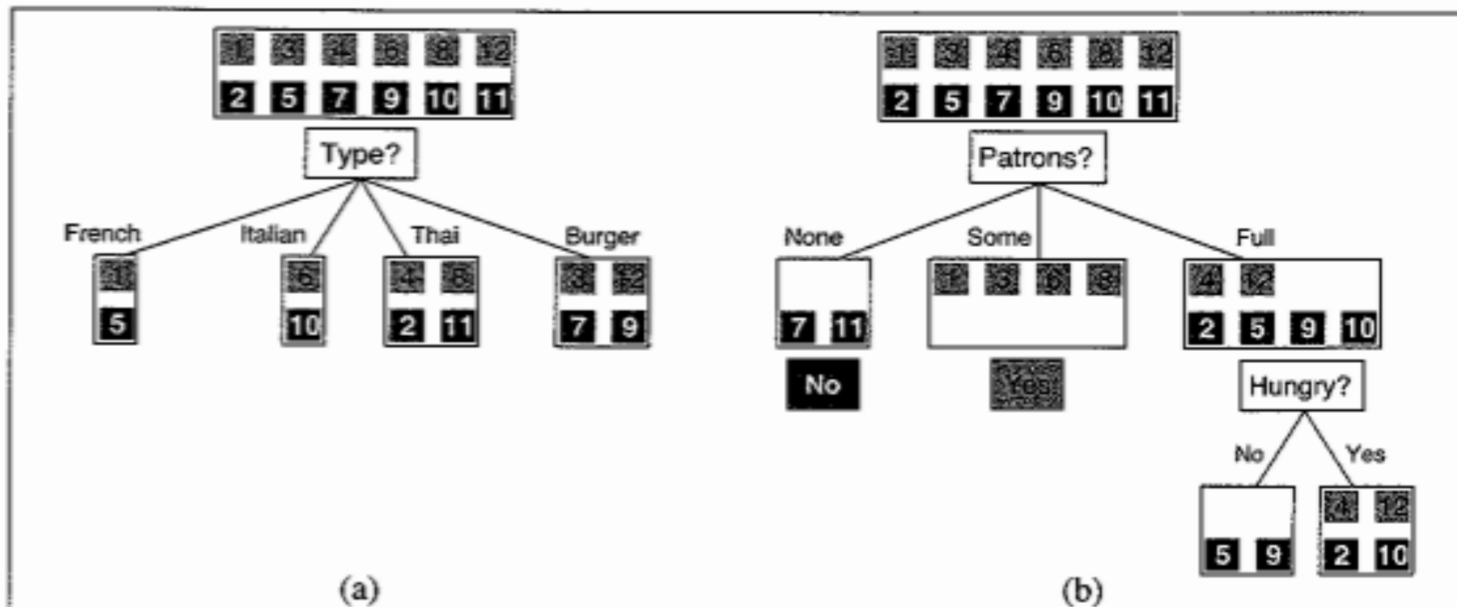 1 3 4 6 8 12
2 5 7 9 10 11
Type?
French Italian Thai Burger
1 6 4 8 3 12
5 10 2 11 7 9
(a)
1 3 4 6 8 12
2 5 7 9 10 11
Patrons?
None Some Full
1 3 6 8 4 12
7 11 2 5 9 10
No Yes
Hungry?
No Yes
4 12
5 9 2 10
(b)